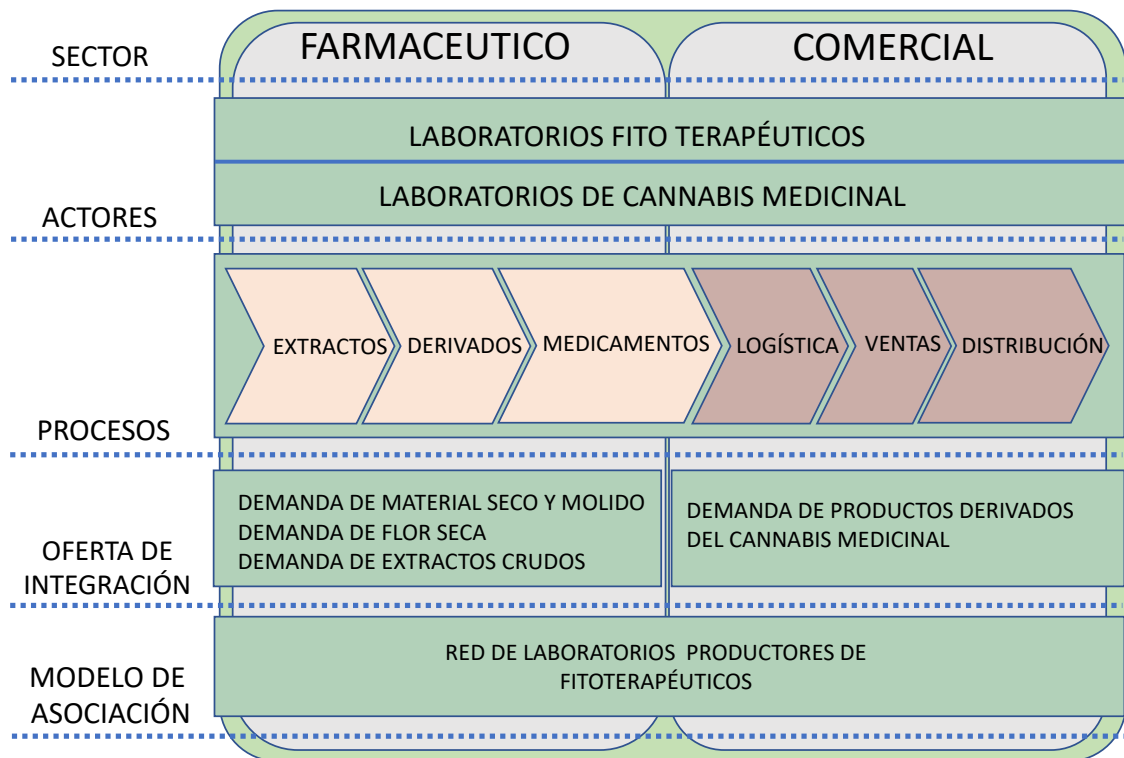 SECTOR
FARMACEUTICO
COMERCIAL
LABORATORIOS FITO TERAPÉUTICOS
LABORATORIOS DE CANNABIS MEDICINAL
ACTORES
EXTRACTOS
DERIVADOS
MEDICAMENTOS
LOGÍSTICA
VENTAS
DISTRIBUCIÓN
PROCESOS
DEMANDA DE MATERIAL SECO Y MOLIDO
DEMANDA DE FLOR SECA
DEMANDA DE EXTRACTOS CRUDOS
DEMANDA DE PRODUCTOS DERIVADOS
DEL CANNABIS MEDICINAL
OFERTA DE
INTEGRACIÓN
RED DE LABORATORIOS PRODUCTORES DE
FITOTERAPÉUTICOS
MODELO DE
ASOCIACIÓN